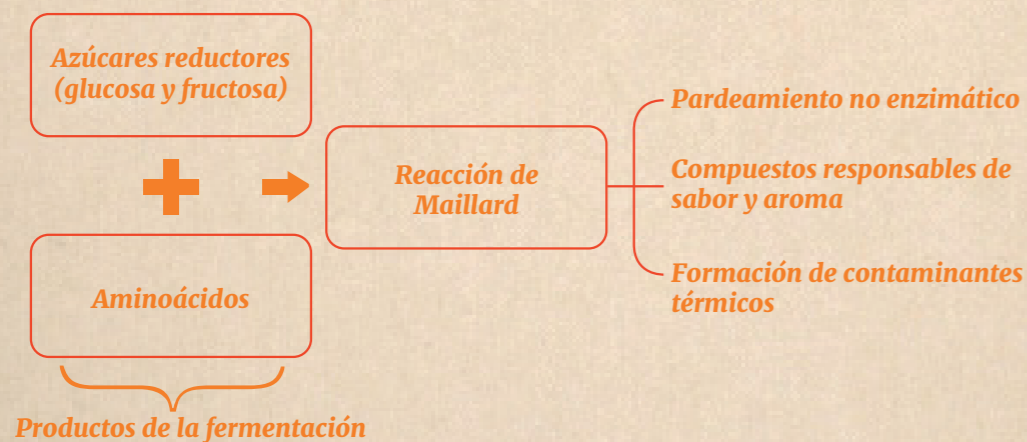 Azúcares reductores
(glucosa y fructosa)
Aminoácidos
Productos de la fermentación
Reacción de
Maillard
Pardeamiento no enzimático
Compuestos responsables de
sabor y aroma
Formación de contaminantes
térmicos